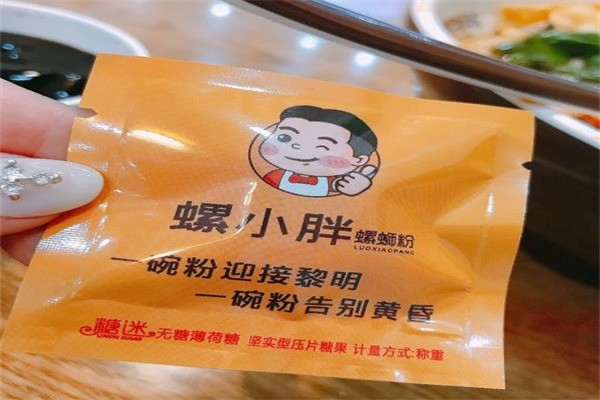 螺小胖 螺蛳粉
LUOXIAOPANG
一碗粉迎接黎明
一碗粉告别黄昏
糖迷 无糖薄荷糖 坚实型压片糖果 计量方式:称重